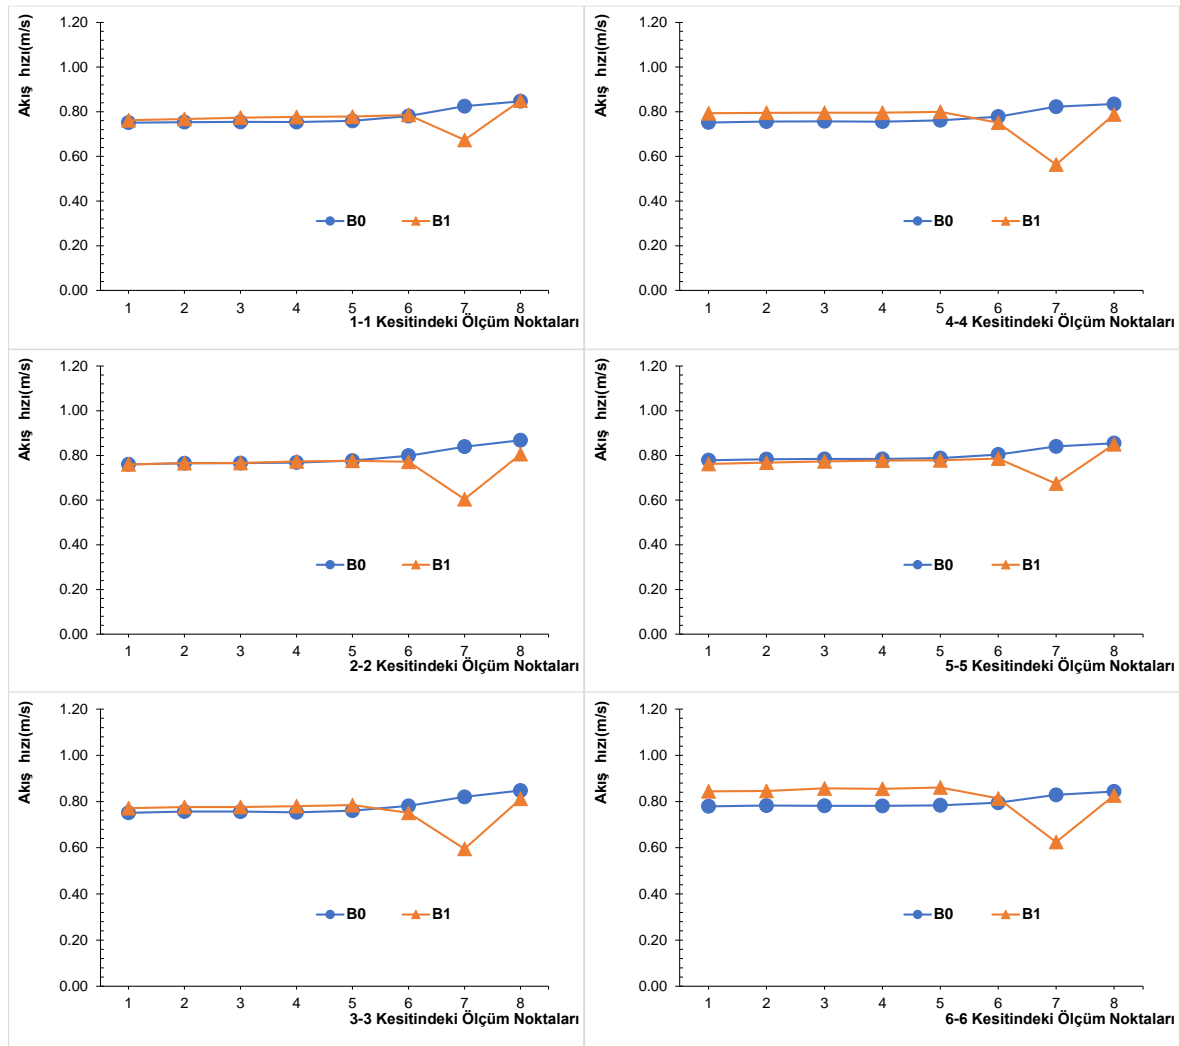 Akış hızı(m/s)
1.20
1.00
0.80
0.60
0.40
0.20
0.00
B0 B1
1 2 3 4 5 6 7 8
1-1 Kesitindeki Ölçüm Noktaları
Akış hızı(m/s)
1.20
1.00
0.80
0.60
0.40
0.20
0.00
B0 B1
1 2 3 4 5 6 7 8
4-4 Kesitindeki Ölçüm Noktaları
Akış hızı(m/s)
1.20
1.00
0.80
0.60
0.40
0.20
0.00
B0 B1
1 2 3 4 5 6 7 8
2-2 Kesitindeki Ölçüm Noktaları
Akış hızı(m/s)
1.20
1.00
0.80
0.60
0.40
0.20
0.00
B0 B1
1 2 3 4 5 6 7 8
5-5 Kesitindeki Ölçüm Noktaları
Akış hızı(m/s)
1.20
1.00
0.80
0.60
0.40
0.20
0.00
B0 B1
1 2 3 4 5 6 7 8
3-3 Kesitindeki Ölçüm Noktaları
Akış hızı(m/s)
1.20
1.00
0.80
0.60
0.40
0.20
0.00
B0 B1
1 2 3 4 5 6 7 8
6-6 Kesitindeki Ölçüm Noktaları